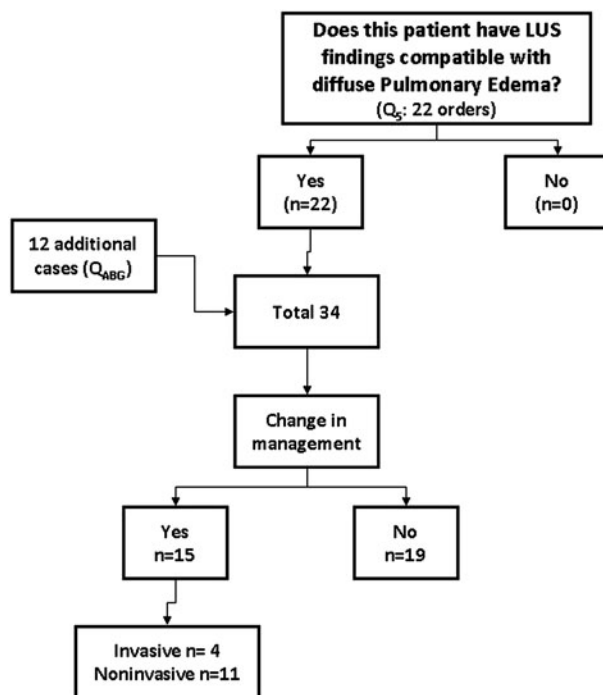 Does this patient have LUS
findings compatible with
diffuse Pulmonary Edema?
(Q5: 22 orders)
Yes
(n=22)
No
(n=0)
12 additional
cases (QABG)
Total 34
Change in
management
Yes
n=15
No
n=19
Invasive n= 4
Noninvasive n=11